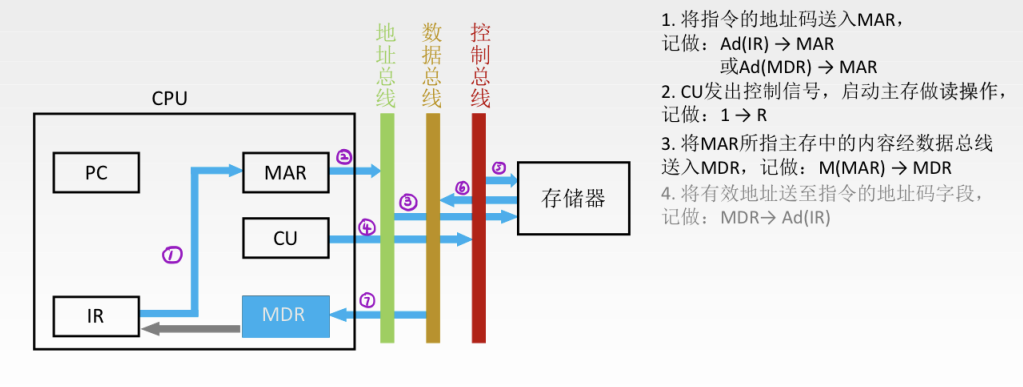 地址总线
数据总线
控制总线
CPU
PC
MAR
CU
IR
MDR
存储器
①
②
③
④
⑤
⑥
⑦
1. 将指令的地址码送入MAR，
记做：Ad(IR) → MAR
或Ad(MDR) → MAR
2. CU发出控制信号，启动主存做读操作，
记做：1 → R
3. 将MAR所指主存中的内容经数据总线
送入MDR，记做：M(MAR) → MDR
4. 将有效地址送至指令的地址码字段，
记做：MDR→ Ad(IR)